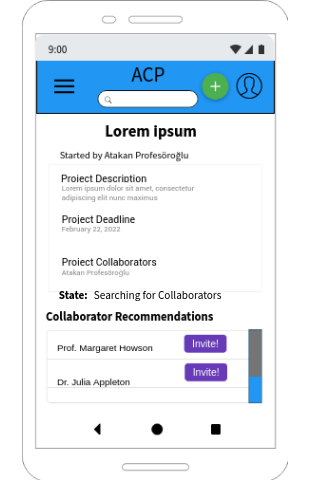 9:00
ACP
Lorem ipsum
Started by Atakan Profesöroğlu
Project Description
Lorem ipsum dolor sit amet, consectetur
adipiscing elit nunc maximus
Project Deadline
February 22, 2022
Project Collaborators
Atakan Profesöroğlu
State: Searching for Collaborators
Collaborator Recommendations
Prof. Margaret Howson Invite!
Dr. Julia Appleton Invite!